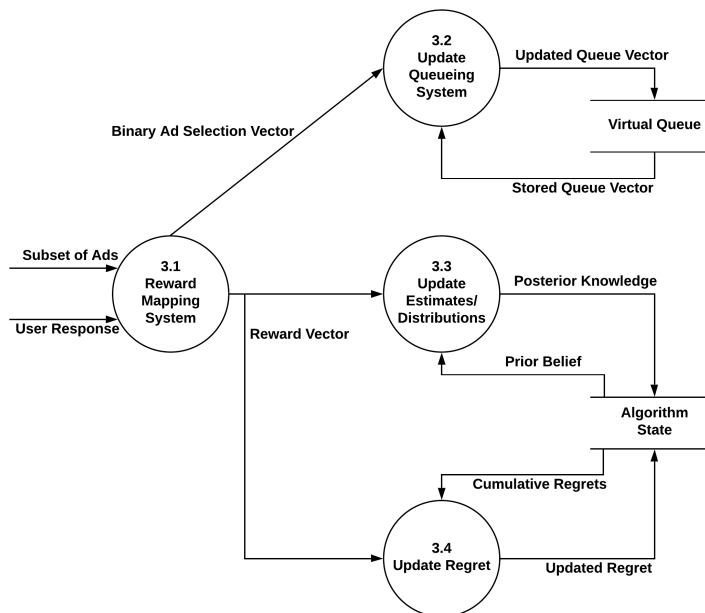 3.2
Update
Queueing
System
Updated Queue Vector
Virtual Queue
Stored Queue Vector
Binary Ad Selection Vector
Subset of Ads
User Response
3.1
Reward
Mapping
System
Reward Vector
3.3
Update
Estimates/
Distributions
Posterior Knowledge
Prior Belief
Algorithm
State
Cumulative Regrets
3.4
Update Regret
Updated Regret